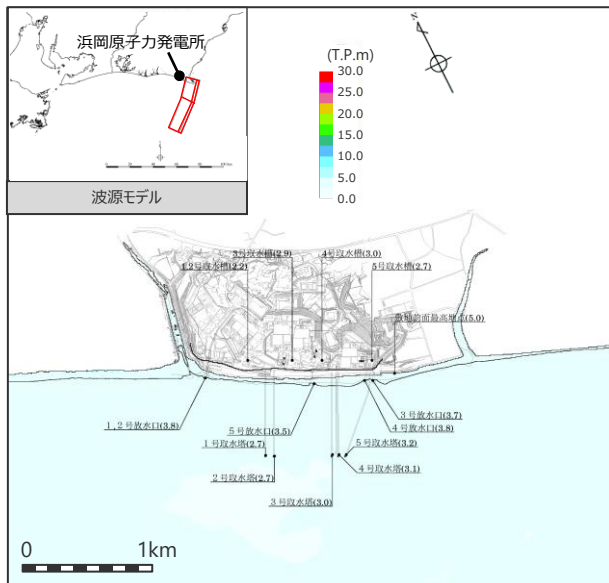 浜岡原子力発電所
波源モデル
(T.P.m)
30.0
25.0
20.0
15.0
10.0
5.0
0.0
3号取水槽(2.9)
4号取水槽(3.0)
1,2号取水槽(2.2)
5号取水槽(2.7)
敷地前面最高地点(5.0)
1,2号放水口(3.8)
5号放水口(3.5)
3号放水口(3.7)
4号放水口(3.8)
1号取水塔(2.7)
5号取水塔(3.2)
2号取水塔(2.7)
4号取水塔(3.1)
3号取水塔(3.0)
0 1km